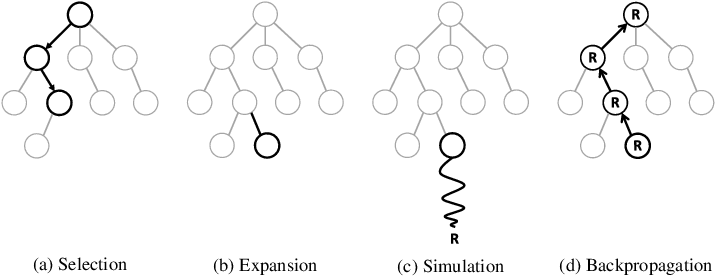 R
R
R
R
R
(a) Selection
(b) Expansion
(c) Simulation
(d) Backpropagation